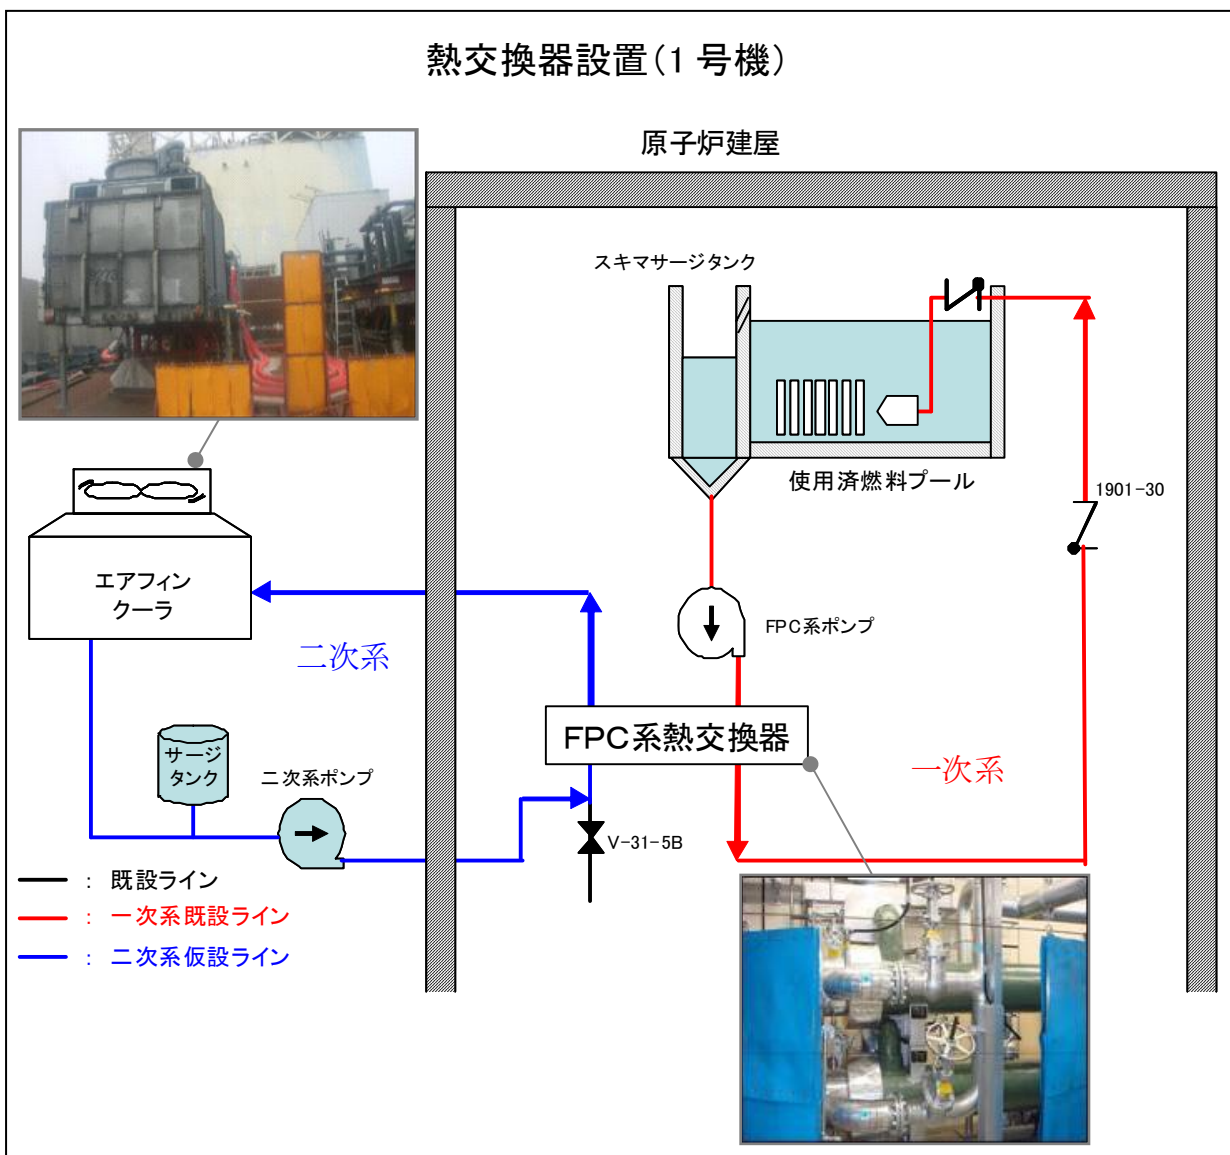 熱交換器設置(1号機)
原子炉建屋
スキマサージタンク
使用済燃料プール
1901-30
エアフィン
クーラ
FPC系ポンプ
二次系
FPC系熱交換器
一次系
サージ
タンク
二次系ポンプ
V-31-5B
: 既設ライン
: 一次系既設ライン
: 二次系仮設ライン